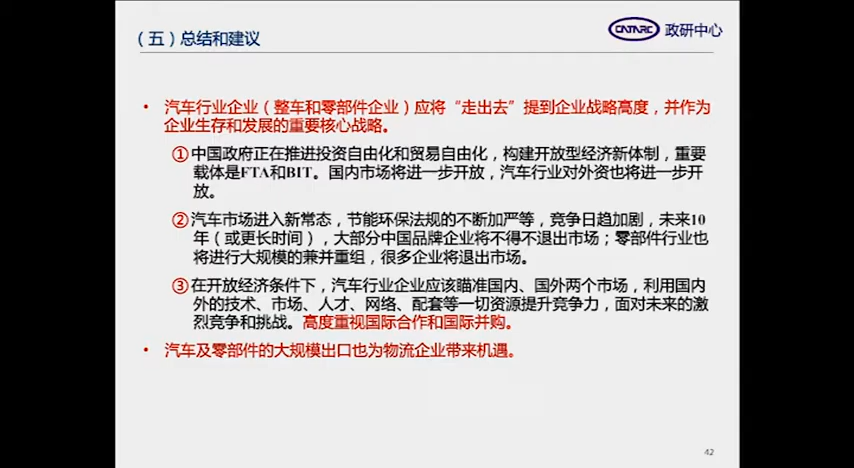 （五）总结和建议
CATARC 政研中心
• 汽车行业企业（整车和零部件企业）应将“走出去”提到企业战略高度，并作为
企业生存和发展的重要核心战略。
①中国政府正在推进投资自由化和贸易自由化，构建开放型经济新体制，重要
载体是FTA和BIT。国内市场将进一步开放，汽车行业对外资也将进一步开
放。
②汽车市场进入新常态，节能环保法规的不断加严等，竞争日趋加剧，未来10
年（或更长时间），大部分中国品牌企业将不得不退出市场；零部件行业也
将进行大规模的兼并重组，很多企业将退出市场。
③在开放经济条件下，汽车行业企业应该瞄准国内、国外两个市场，利用国内
外的技术、市场、人才、网络、配套等一切资源提升竞争力，面对未来的激
烈竞争和挑战。高度重视国际合作和国际并购。
• 汽车及零部件的大规模出口也为物流企业带来机遇。
42